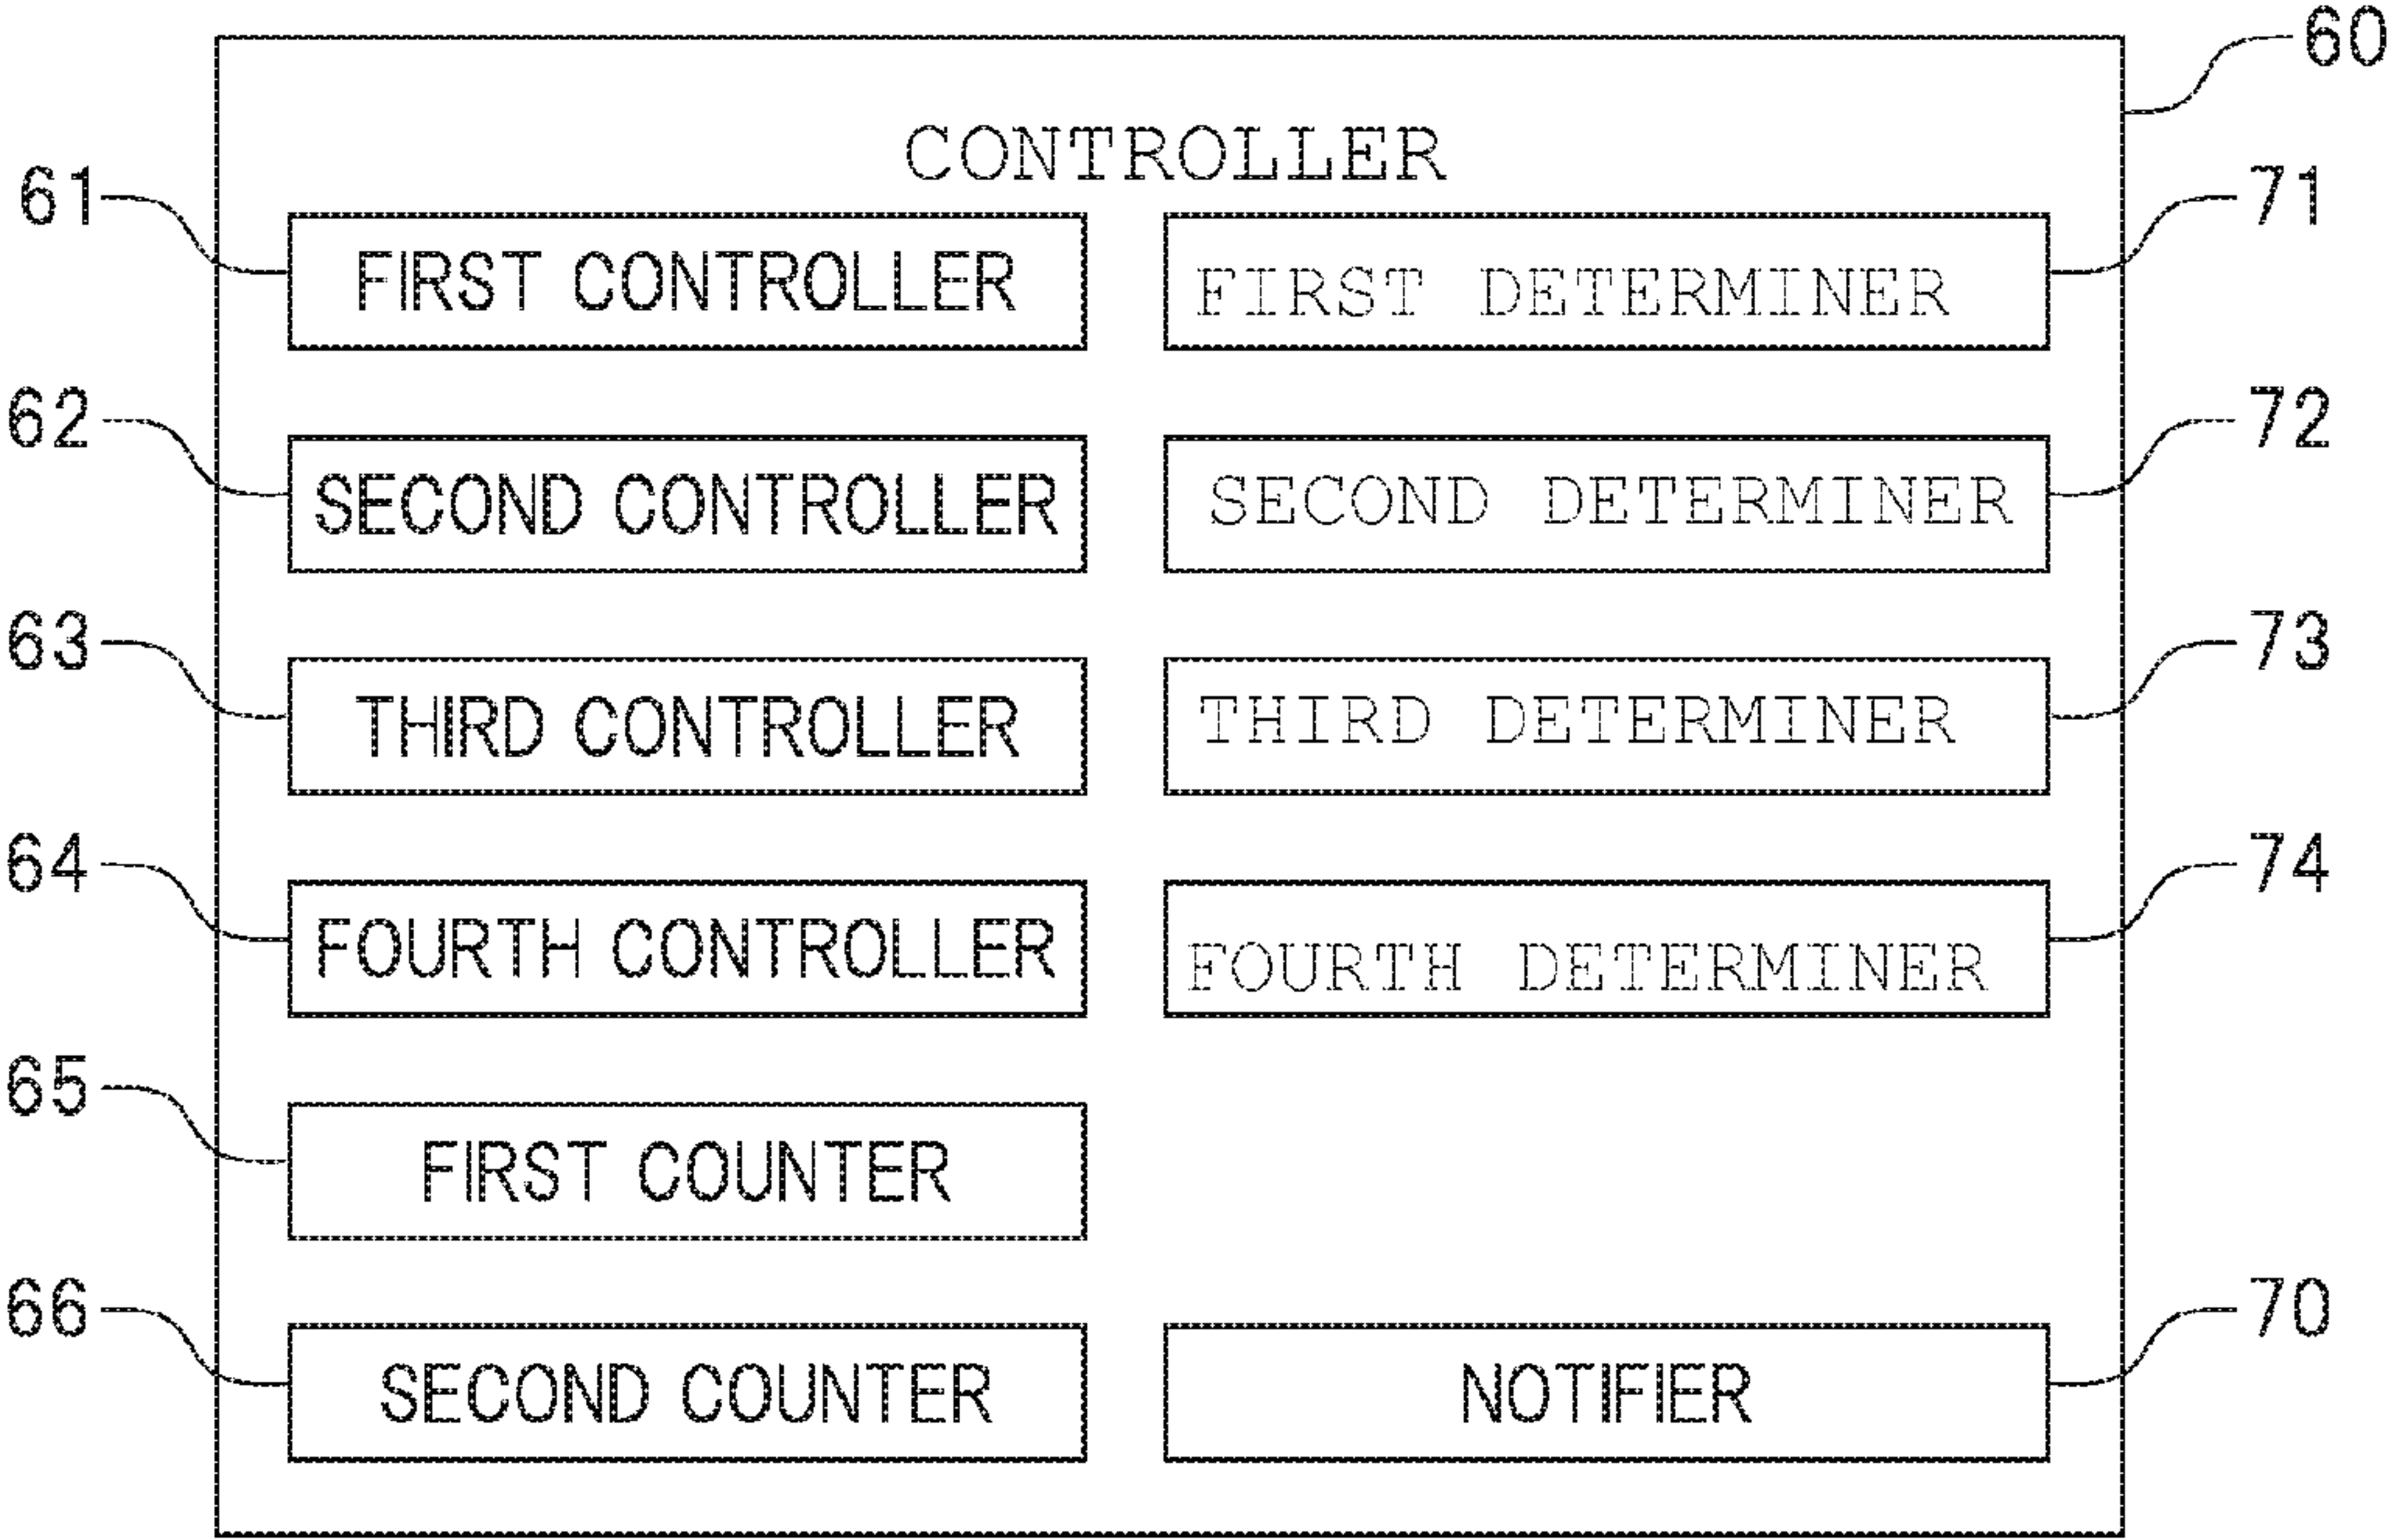 60
CONTROLLER
61 FIRST CONTROLLER FIRST DETERMINER 71
62 SECOND CONTROLLER SECOND DETERMINER 72
63 THIRD CONTROLLER THIRD DETERMINER 73
64 FOURTH CONTROLLER FOURTH DETERMINER 74
65 FIRST COUNTER
66 SECOND COUNTER NOTIFIER 70